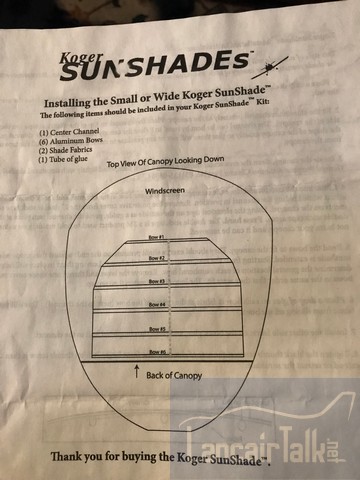 Koger
SUN'SHADEs™
Installing the Small or Wide Koger SunShade™
The following items should be included in your Koger SunShade™ Kit:
(1) Center Channel
(6) Aluminum Bows
(2) Shade Fabrics
(1) Tube of glue
Top View Of Canopy Looking Down
Windscreen
Bow #1
Bow #2
Bow #3
Bow #4
Bow #5
Bow #6
Back of Canopy
Thank you for buying the Koger SunShade™.
LancairTalk.net